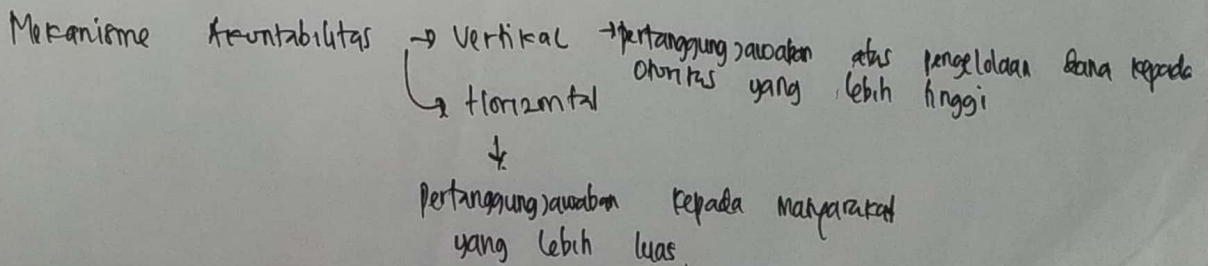 Mekanisme Akuntabilitas → Vertikal → pertanggungjawaban atas pengelolaan dana kepada
otoritas yang lebih tinggi
↳ Horizontal
↓
Pertanggungjawaban kepada masyarakat
yang lebih luas.